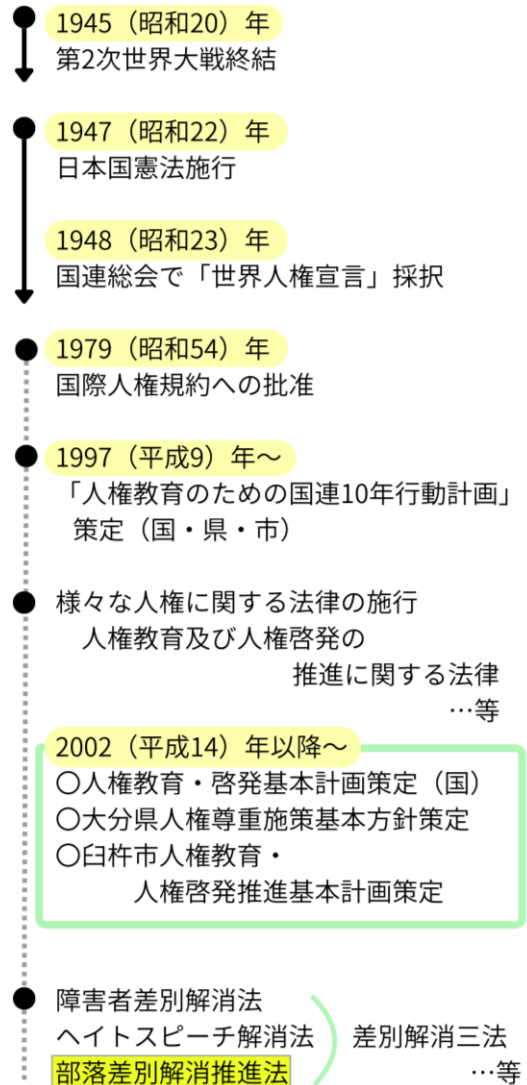 1945（昭和20）年
第2次世界大戦終結
1947（昭和22）年
日本国憲法施行
1948（昭和23）年
国連総会で「世界人権宣言」採択
1979（昭和54）年
国際人権規約への批准
1997（平成9）年～
「人権教育のための国連10年行動計画」
策定（国・県・市）
様々な人権に関する法律の施行
人権教育及び人権啓発の
推進に関する法律
…等
2002（平成14）年以降～
〇人権教育・啓発基本計画策定（国）
〇大分県人権尊重施策基本方針策定
〇臼杵市人権教育・
人権啓発推進基本計画策定
障害者差別解消法
ヘイトスピーチ解消法 差別解消三法
部落差別解消推進法 …等